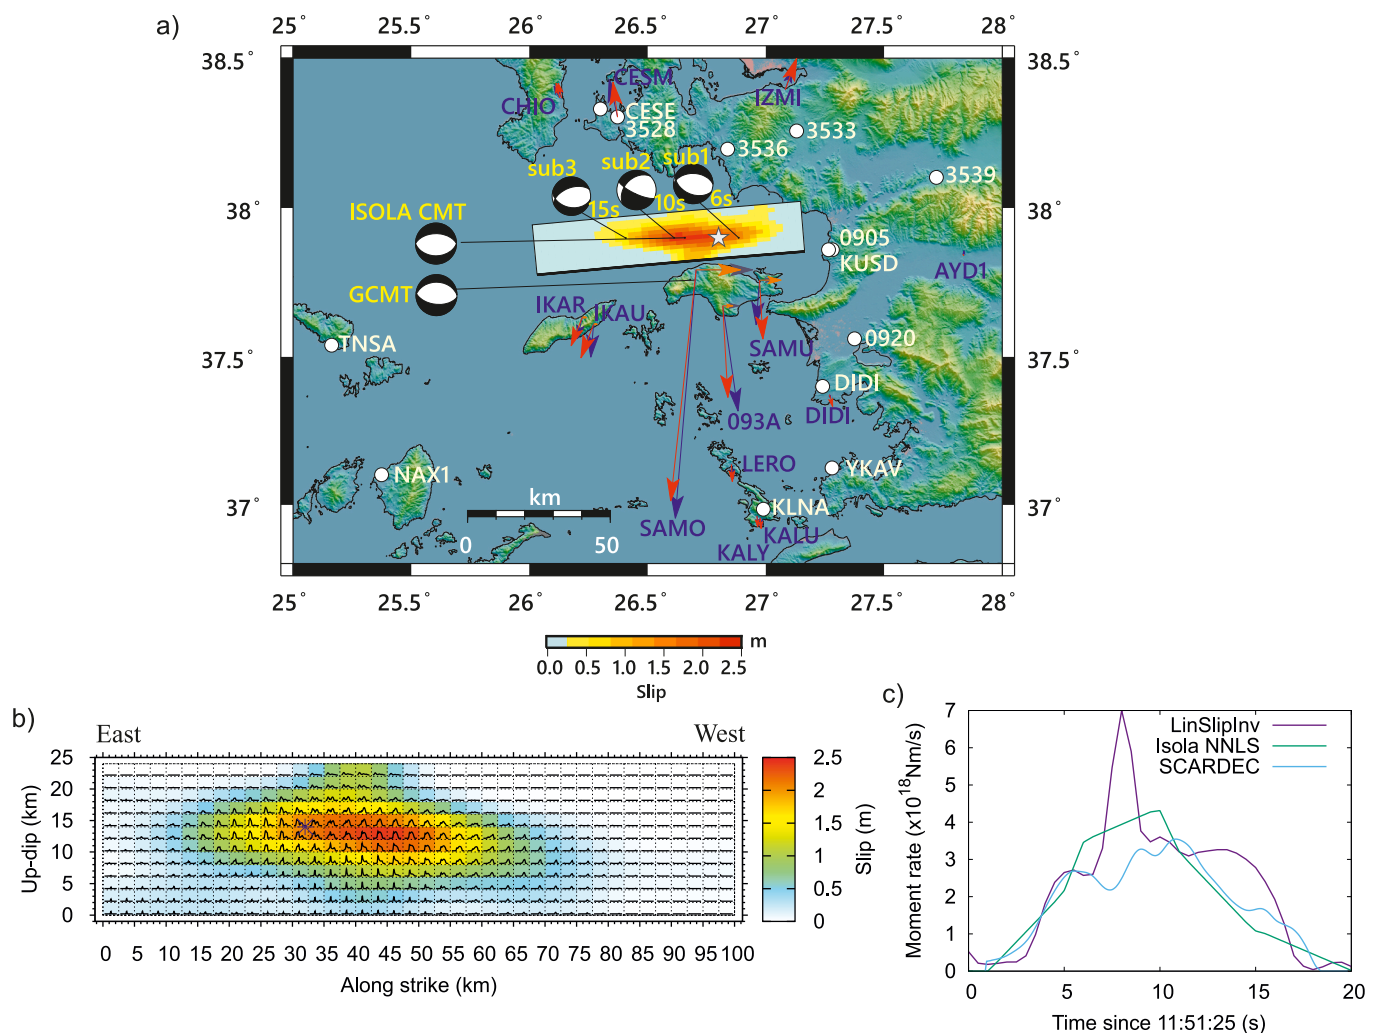 a)
25° 25.5° 26° 26.5° 27° 27.5° 28°
38.5° 38.5°
CESM
IZMI
CHIO
CESE
3528
3533
3536
3539
sub3 sub2 sub1
15s 10s 6s
38° 38°
ISOLA CMT
0905
KUSD
AYD1
GCMT
IKAR
IKAU
TNSA
SAMU
0920
37.5° 37.5°
DIDI
DIDI
093A
LERO
YKAV
NAX1
km
KLNA
37° 37°
SAMO
KALU
KALY
0 50
25° 25.5° 26° 26.5° 27° 27.5° 28°
m
0.0 0.5 1.0 1.5 2.0 2.5
Slip
b)
East West
25
20
15
10
5
0
Up-dip (km)
0 5 10 15 20 25 30 35 40 45 50 55 60 65 70 75 80 85 90 95 100
Along strike (km)
2.5
2
1.5
1
0.5
0
Slip (m)
c)
7
6
5
4
3
2
1
0
Moment rate (x10¹⁸Nm/s)
LinSlipInv
Isola NNLS
SCARDEC
0 5 10 15 20
Time since 11:51:25 (s)